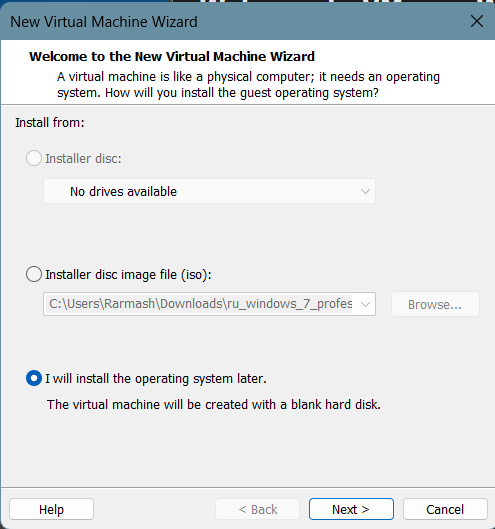 New Virtual Machine Wizard
Welcome to the New Virtual Machine Wizard
A virtual machine is like a physical computer; it needs an operating
system. How will you install the guest operating system?
Install from:
Installer disc:
No drives available
Installer disc image file (iso):
C:\Users\Rarmash\Downloads\ru_windows_7_profes
Browse...
I will install the operating system later.
The virtual machine will be created with a blank hard disk.
Help
< Back
Next >
Cancel